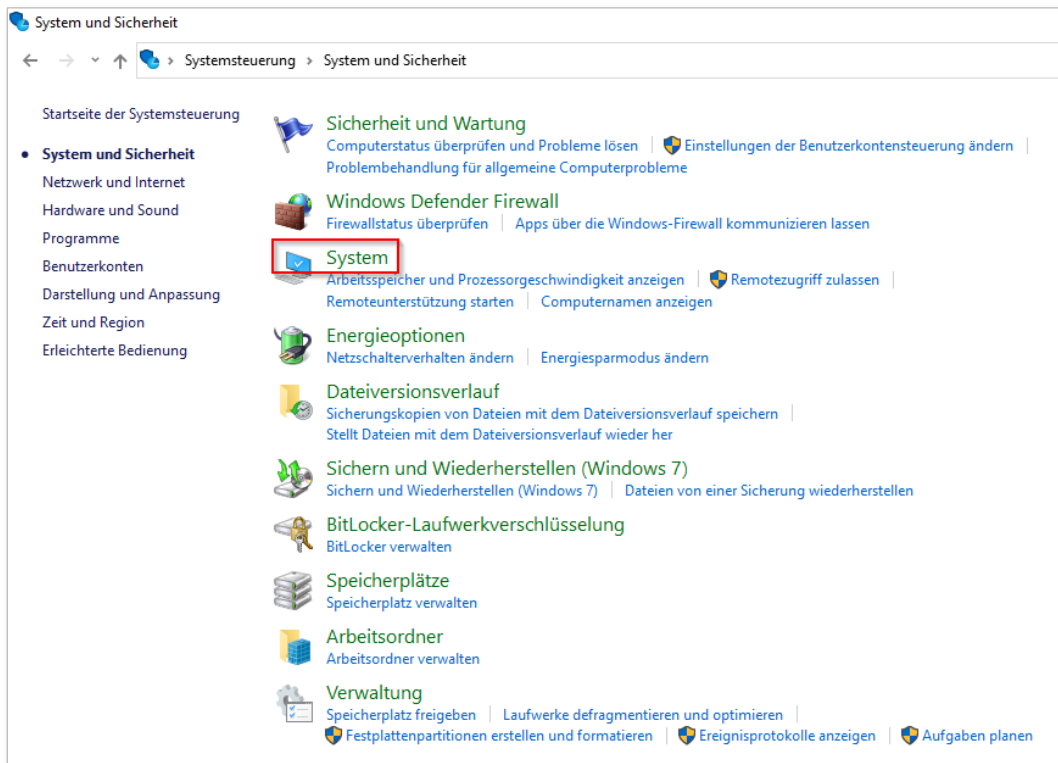 System und Sicherheit
Systemsteuerung › System und Sicherheit
Startseite der Systemsteuerung
System und Sicherheit
Netzwerk und Internet
Hardware und Sound
Programme
Benutzerkonten
Darstellung und Anpassung
Zeit und Region
Erleichterte Bedienung
Sicherheit und Wartung
Computerstatus überprüfen und Probleme lösen
Einstellungen der Benutzerkontensteuerung ändern
Problembehandlung für allgemeine Computerprobleme
Windows Defender Firewall
Firewallstatus überprüfen
Apps über die Windows-Firewall kommunizieren lassen
System
Arbeitsspeicher und Prozessorgeschwindigkeit anzeigen
Remotezugriff zulassen
Remoteunterstützung starten
Computernamen anzeigen
Energieoptionen
Netzschalterverhalten ändern
Energiesparmodus ändern
Dateiversionsverlauf
Sicherungskopien von Dateien mit dem Dateiversionsverlauf speichern
Stellt Dateien mit dem Dateiversionsverlauf wieder her
Sichern und Wiederherstellen (Windows 7)
Sichern und Wiederherstellen (Windows 7)
Dateien von einer Sicherung wiederherstellen
BitLocker-Laufwerkverschlüsselung
BitLocker verwalten
Speicherplätze
Speicherplatz verwalten
Arbeitsordner
Arbeitsordner verwalten
Verwaltung
Speicherplatz freigeben
Laufwerke defragmentieren und optimieren
Festplattenpartitionen erstellen und formatieren
Ereignisprotokolle anzeigen
Aufgaben planen